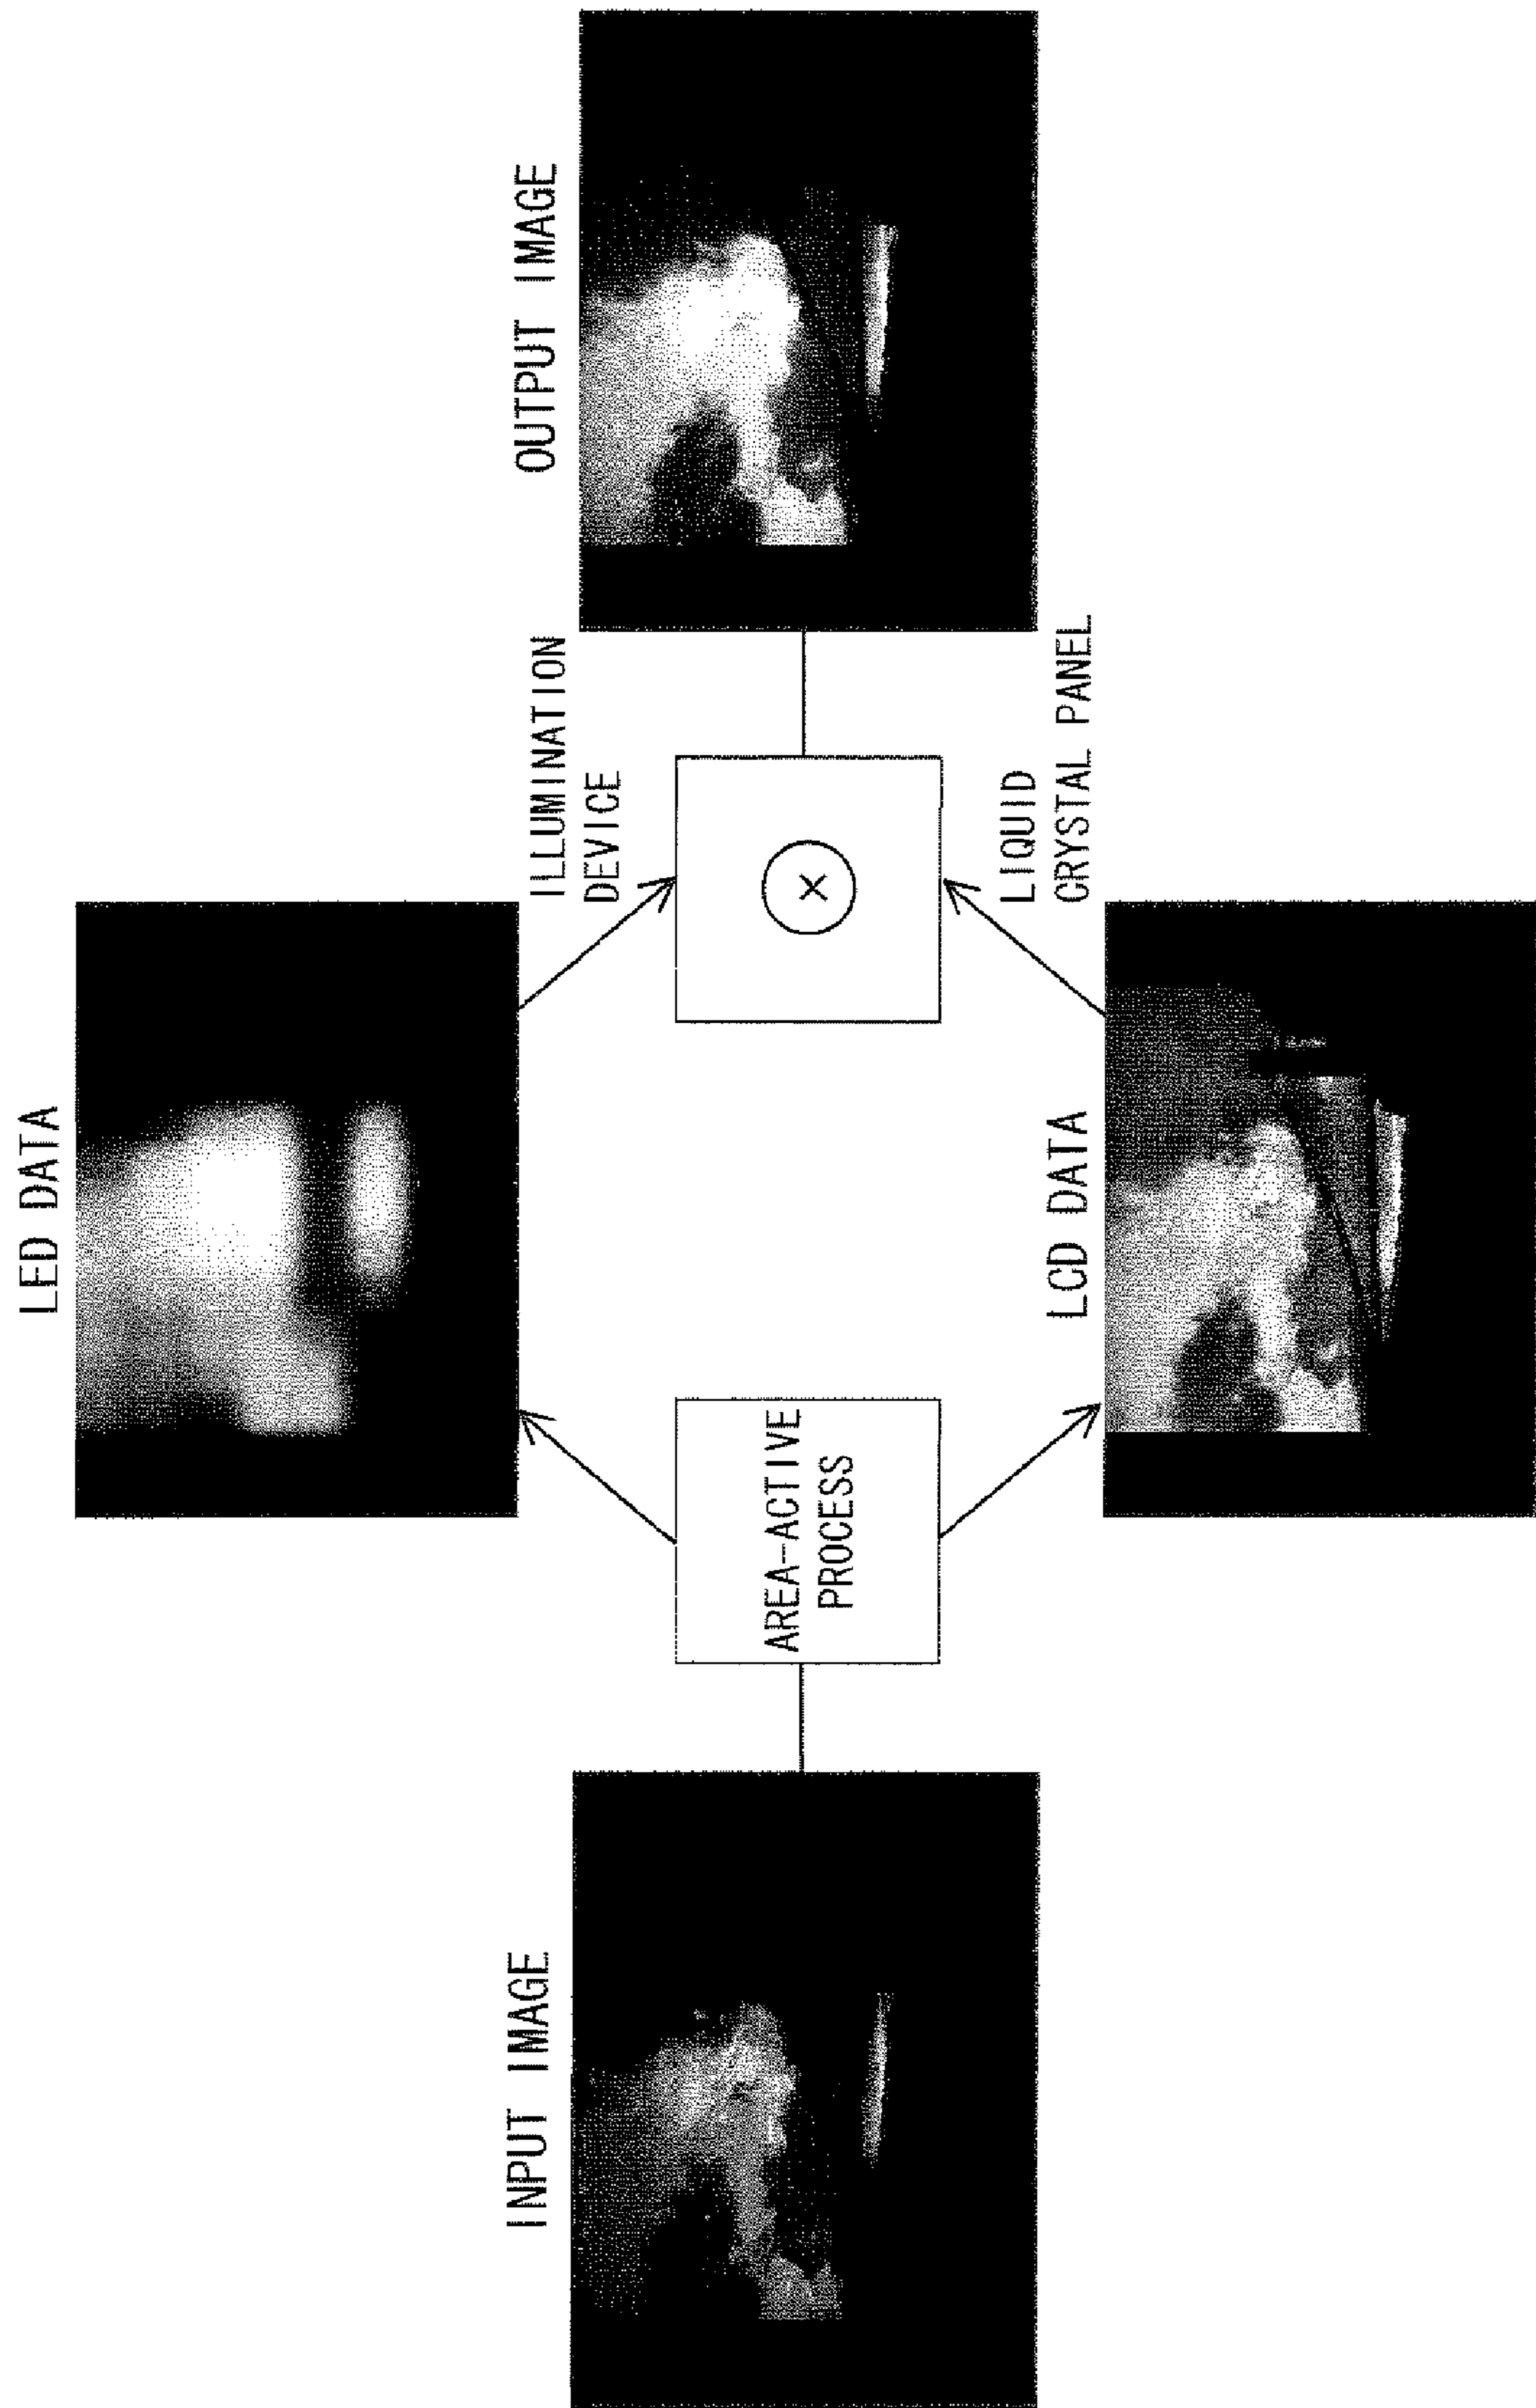 INPUT IMAGE
AREA-ACTIVE
PROCESS
LED DATA
LCD DATA
ILLUMINATION
DEVICE
LIQUID
CRYSTAL PANEL
×
OUTPUT IMAGE